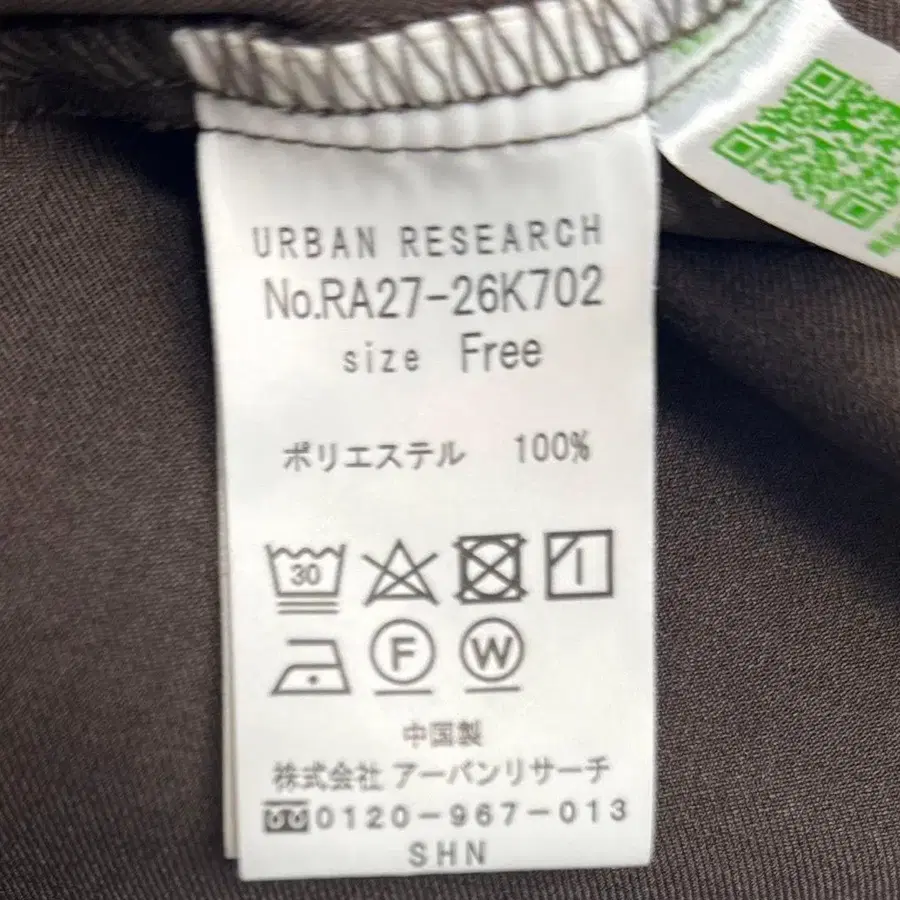 URBAN RESEARCH
No.RA27-26K702
size Free
ポリエステル 100%
30
F W
中国製
株式会社 アーバンリサーチ
0120-967-013
SHN